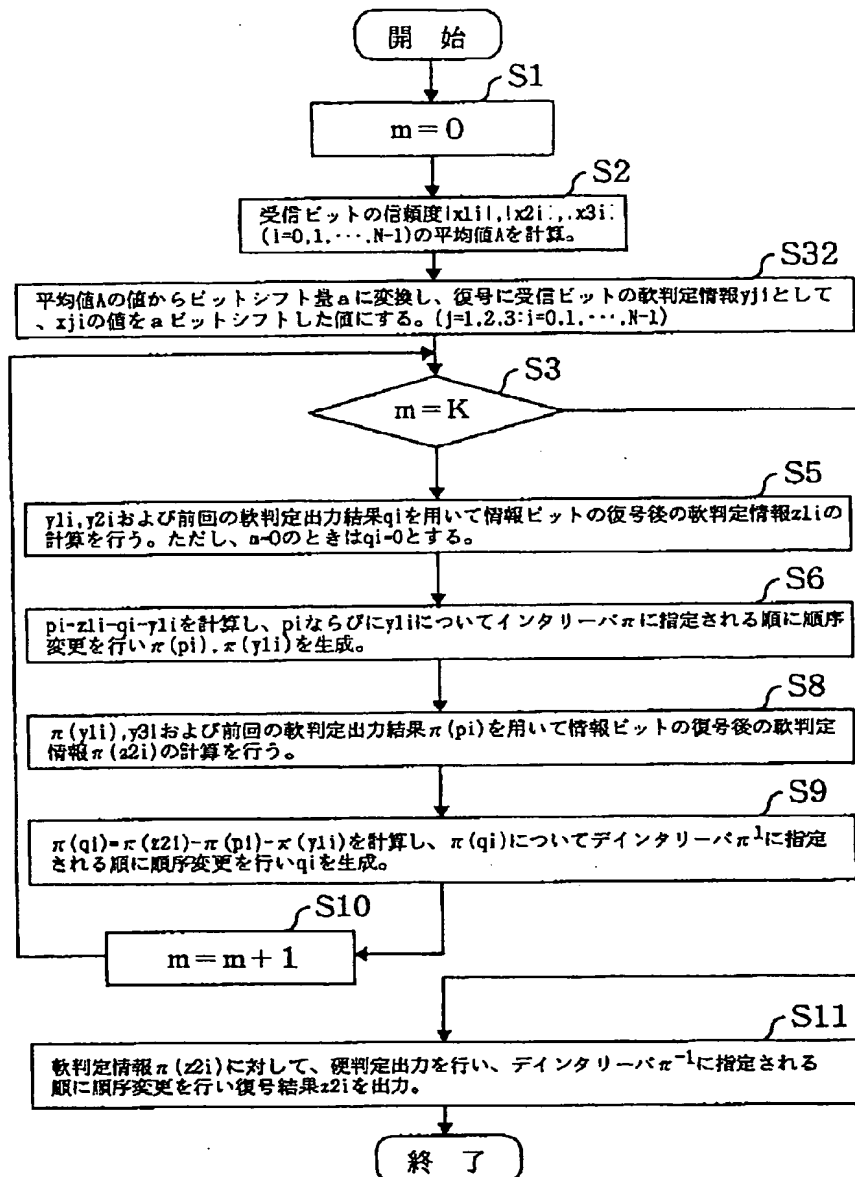 開 始
S1
m=0
S2
受信ビットの信頼度|x1i|,|x2i|,|x3i|
(i=0,1,···,N-1)の平均値Aを計算。
S32
平均値Aの値からビットシフト量aに変換し、復号に受信ビットの軟判定情報yjiとして
、xjiの値をaビットシフトした値にする。(j=1,2,3:i=0,1,···,N-1)
S3
m=K
S5
y1i,y2iおよび前回の軟判定出力結果qiを用いて情報ビットの復号後の軟判定情報z1iの
計算を行う。ただし、m=0のときはqi=0とする。
S6
pi=z1i-qi-y1iを計算し、piならびにy1iについてインタリーバπに指定される順に順序
変更を行いπ(pi),π(y1i)を生成。
S8
π(y1i),y3iおよび前回の軟判定出力結果π(pi)を用いて情報ビットの復号後の軟判定
情報π(z2i)の計算を行う。
S9
π(qi)=π(z2i)-π(pi)-π(y1i)を計算し、π(qi)についてデインタリーバπ¹に指定
される順に順序変更を行いqiを生成。
S10
m=m+1
S11
軟判定情報π(z2i)に対して、硬判定出力を行い、デインタリーバπ⁻¹に指定される
順に順序変更を行い復号結果z2iを出力。
終 了